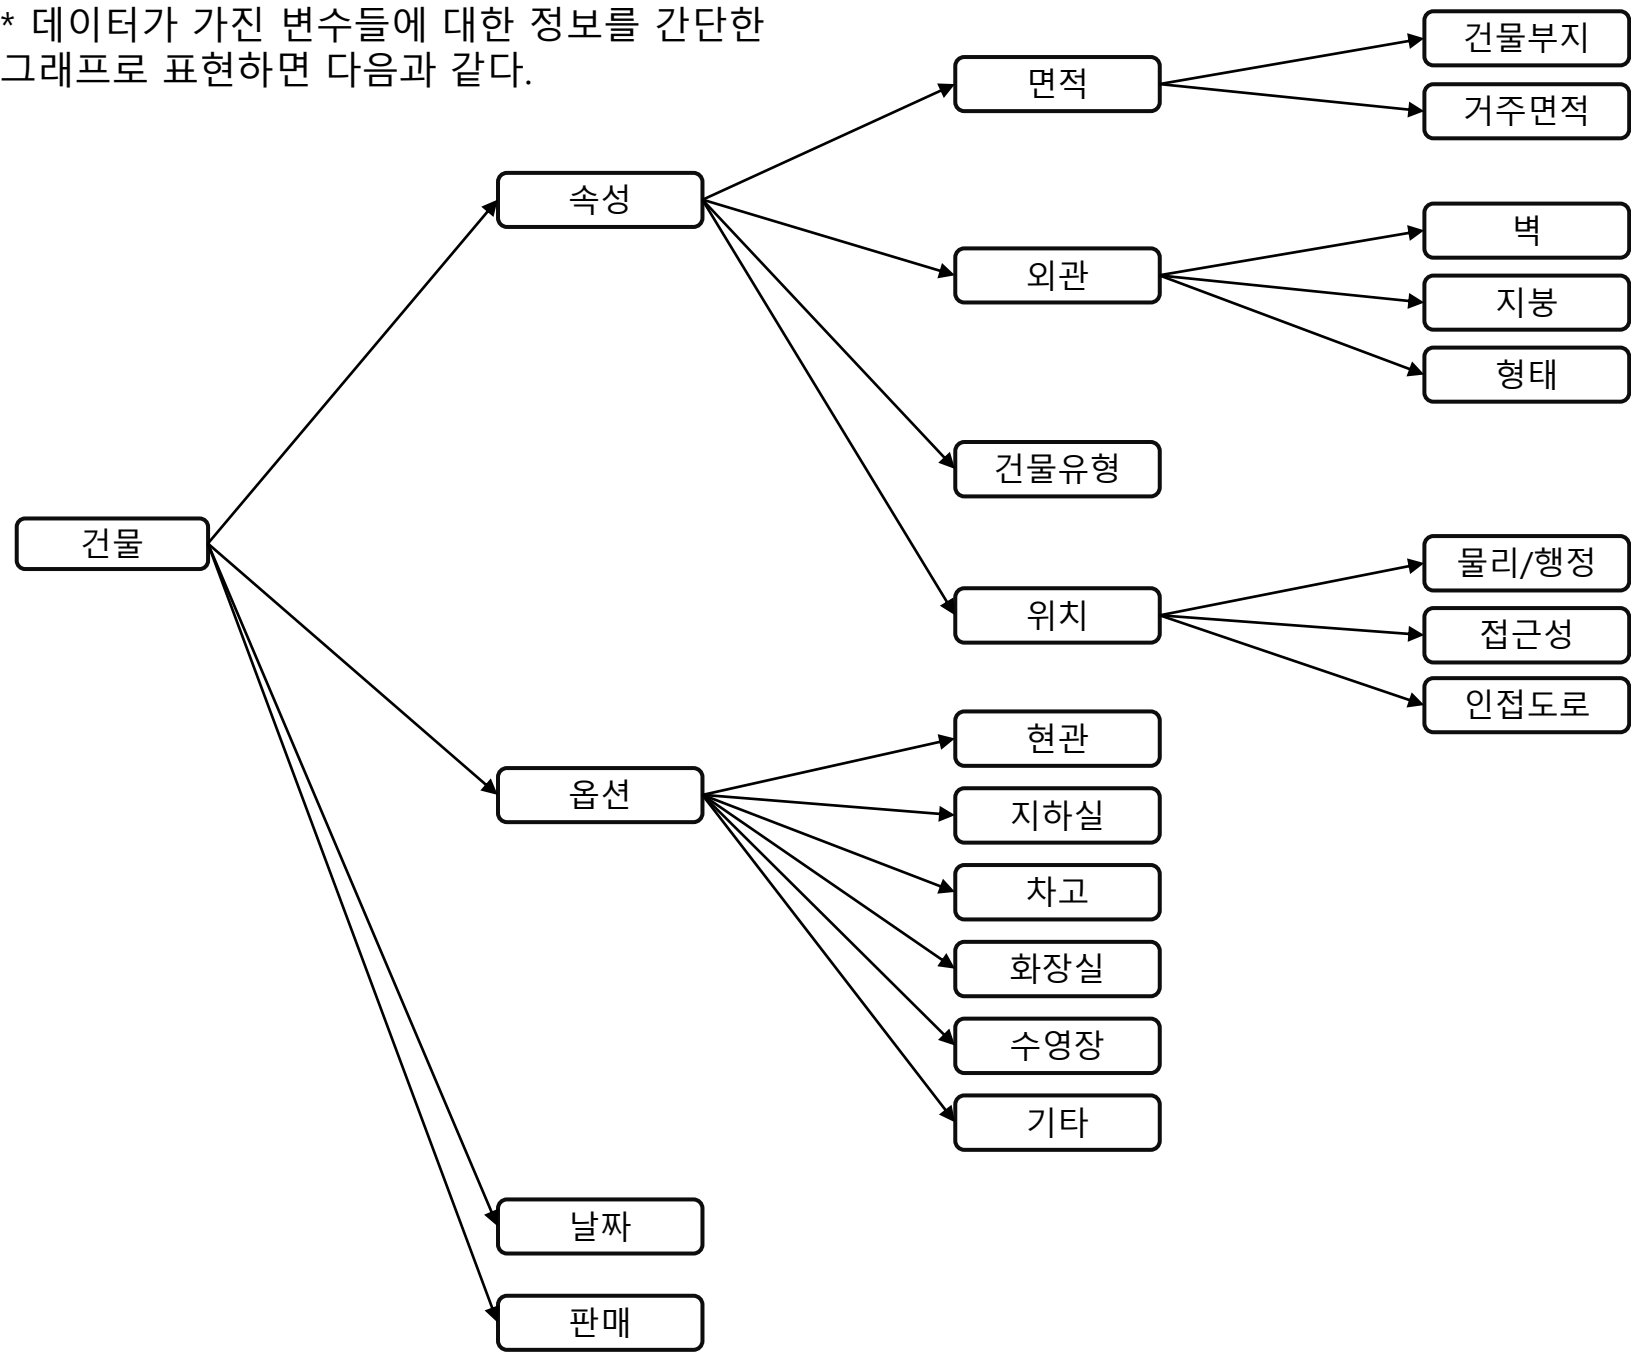 * 데이터가 가진 변수들에 대한 정보를 간단한
그래프로 표현하면 다음과 같다.
건물
속성
옵션
날짜
판매
면적
외관
건물유형
위치
현관
지하실
차고
화장실
수영장
기타
건물부지
거주면적
벽
지붕
형태
물리/행정
접근성
인접도로